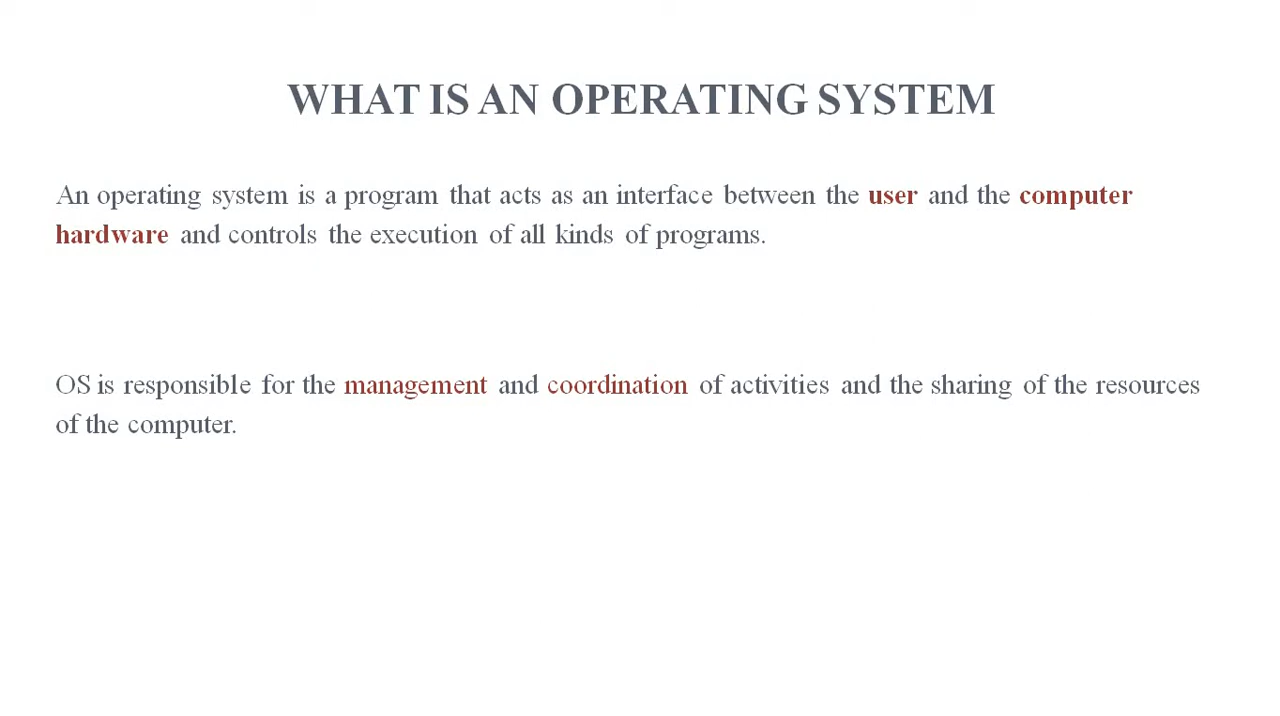 WHAT IS AN OPERATING SYSTEM
An operating system is a program that acts as an interface between the user and the computer
hardware and controls the execution of all kinds of programs.
OS is responsible for the management and coordination of activities and the sharing of the resources
of the computer.